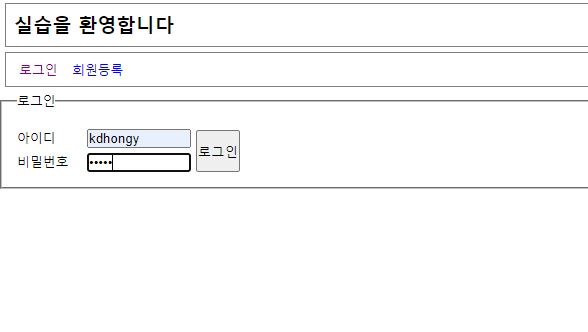 실습을 환영합니다
로그인 회원등록
로그인
아이디 kdhongy
비밀번호 ••••• 로그인